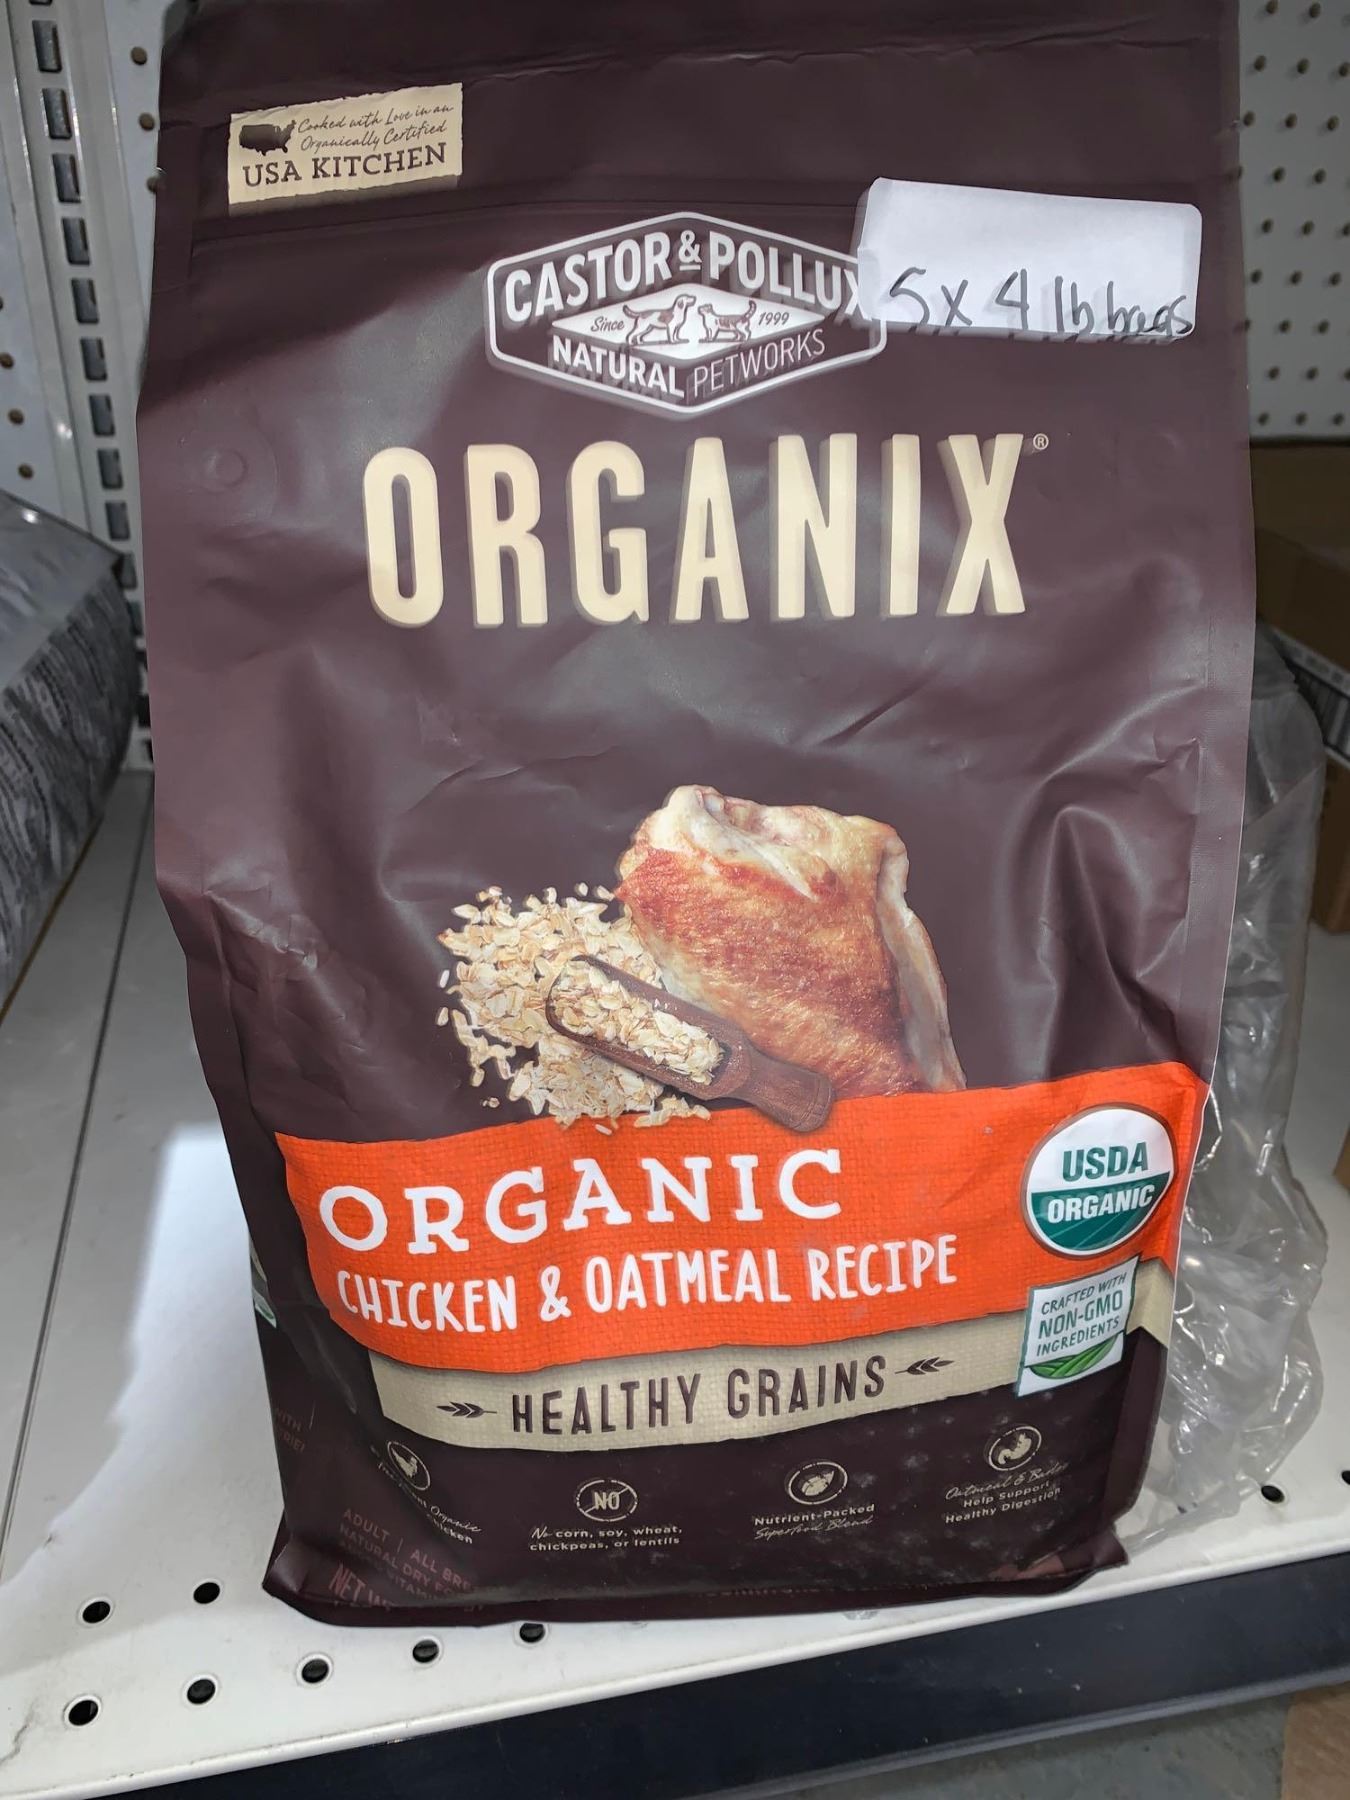 Cooked with Love in an
Organically Certified
USA KITCHEN
CASTOR & POLLUX
Since 1999
NATURAL PETWORKS
5 x 4 lb bags
ORGANIX®
ORGANIC
CHICKEN & OATMEAL RECIPE
USDA
ORGANIC
CRAFTED WITH
NON-GMO
INGREDIENTS
HEALTHY GRAINS
Organic
NO
No corn, soy, wheat,
chickpeas, or lentils
Nutrient-Packed
Superfood Blend
Oatmeal & Barley
Help Support
Healthy Digestion
ADULT | ALL
NATURAL DRY
NET